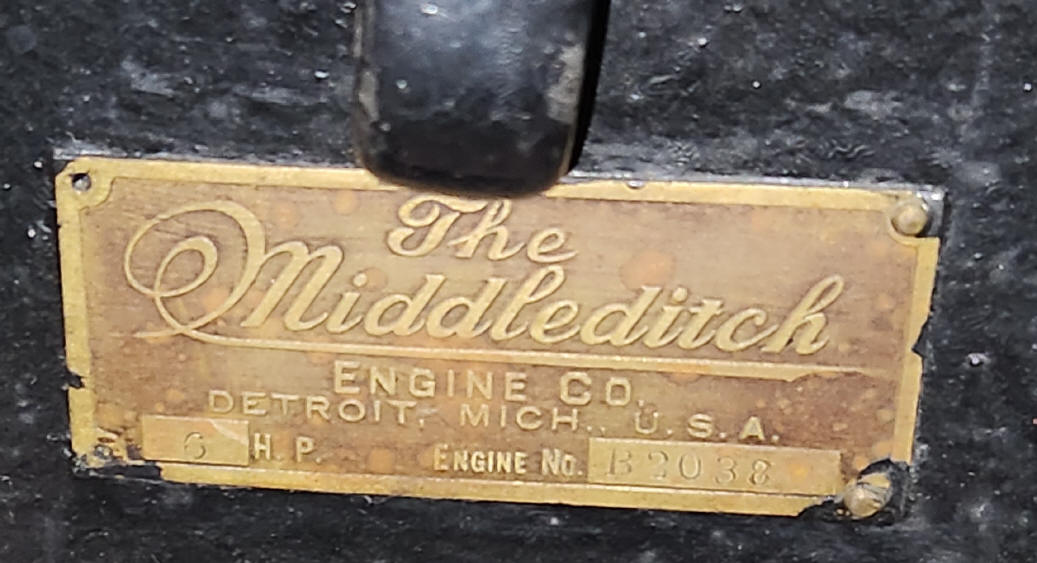 The
Middleditch
ENGINE CO.
DETROIT, MICH., U.S.A.
6 H.P. ENGINE NO. B2038